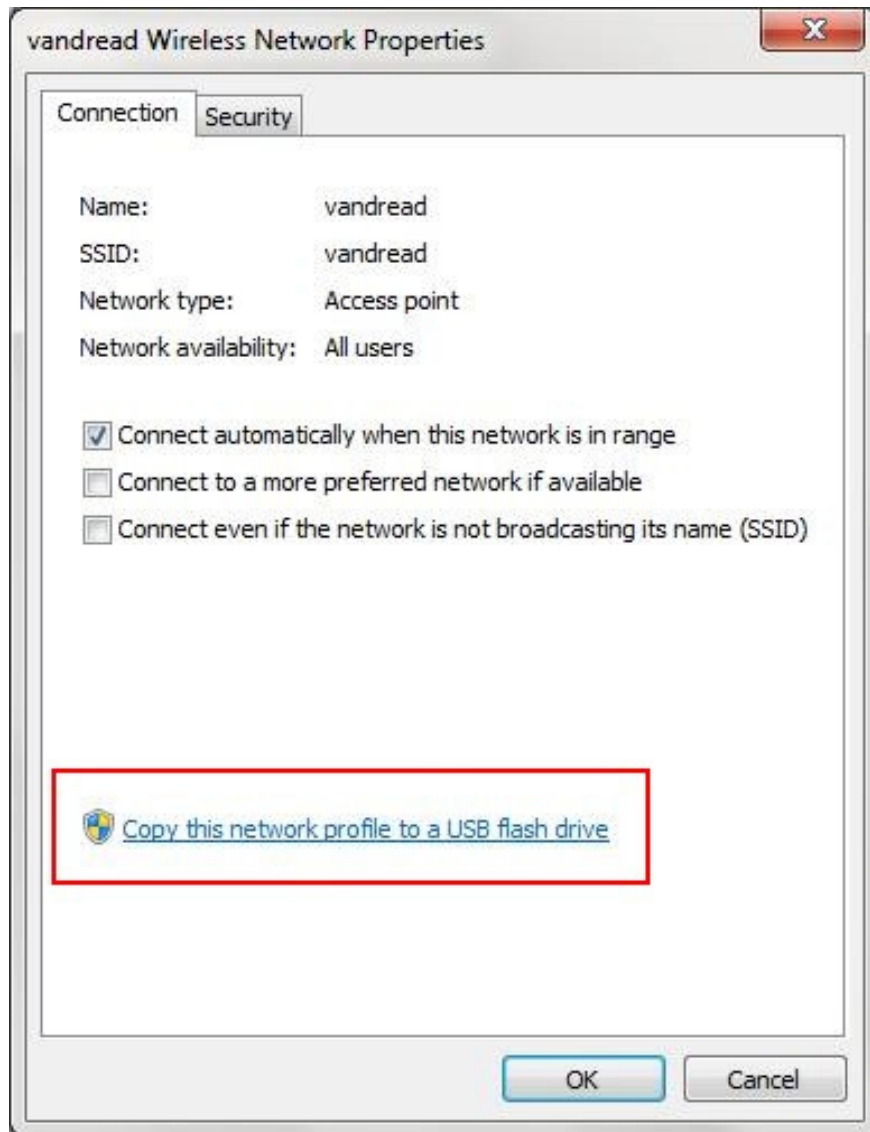 vandread Wireless Network Properties
Connection Security
Name: vandread
SSID: vandread
Network type: Access point
Network availability: All users
Connect automatically when this network is in range
Connect to a more preferred network if available
Connect even if the network is not broadcasting its name (SSID)
Copy this network profile to a USB flash drive
OK Cancel